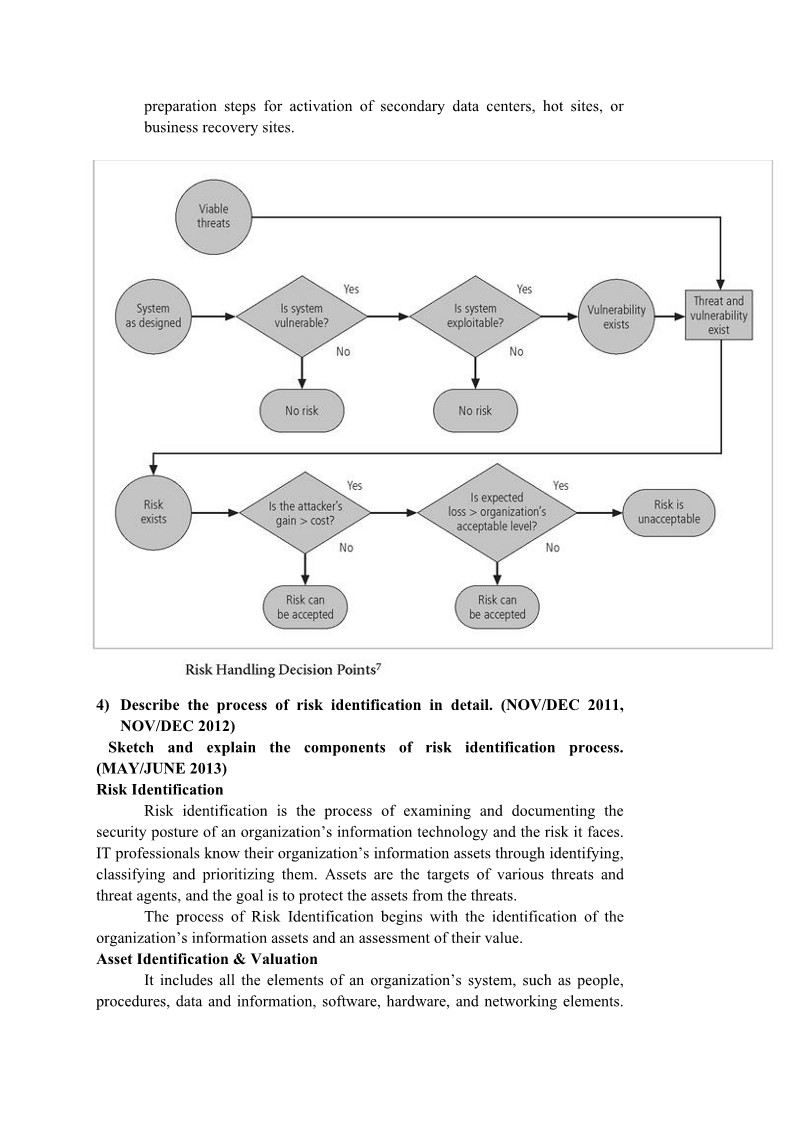 preparation steps for activation of secondary data centers, hot sites, or
business recovery sites.
Viable
threats
System
as designed
Is system
vulnerable?
Yes
No
No risk
Is system
exploitable?
Yes
No
No risk
Vulnerability
exists
Threat and
vulnerability
exist
Risk
exists
Is the attacker's
gain > cost?
Yes
No
Risk can
be accepted
Is expected
loss > organization's
acceptable level?
Yes
No
Risk can
be accepted
Risk is
unacceptable
Risk Handling Decision Points⁷
4) Describe the process of risk identification in detail. (NOV/DEC 2011,
NOV/DEC 2012)
Sketch and explain the components of risk identification process.
(MAY/JUNE 2013)
Risk Identification
Risk identification is the process of examining and documenting the
security posture of an organization's information technology and the risk it faces.
IT professionals know their organization's information assets through identifying,
classifying and prioritizing them. Assets are the targets of various threats and
threat agents, and the goal is to protect the assets from the threats.
The process of Risk Identification begins with the identification of the
organization's information assets and an assessment of their value.
Asset Identification & Valuation
It includes all the elements of an organization's system, such as people,
procedures, data and information, software, hardware, and networking elements.